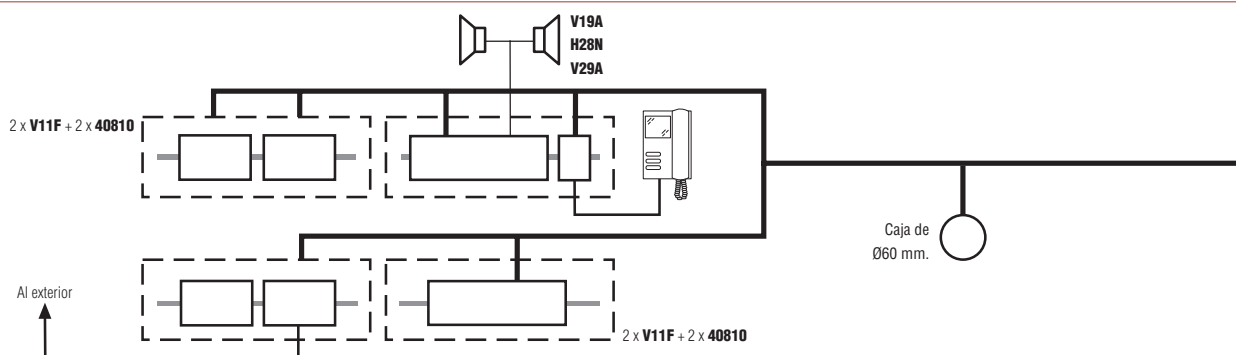 V19A
H28N
V29A
2 x V11F + 2 x 40810
Caja de
Ø60 mm.
Al exterior
2 x V11F + 2 x 40810